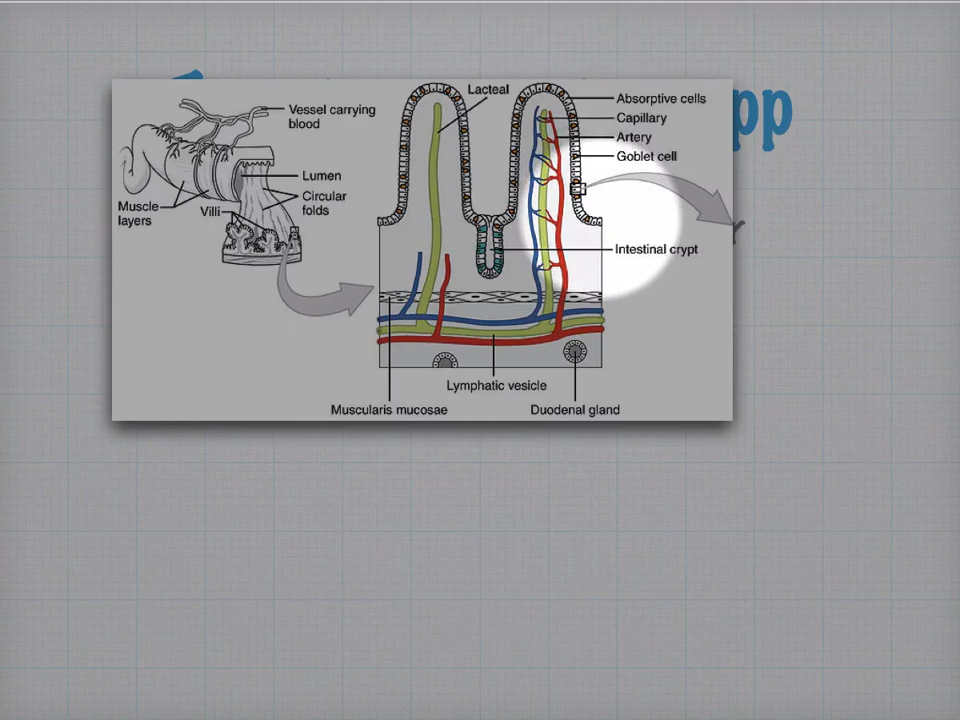 pp
Vessel carrying
blood
Lumen
Circular
folds
Muscle
layers
Villi
Lacteal
Absorptive cells
Capillary
Artery
Goblet cell
Intestinal crypt
Lymphatic vesicle
Muscularis mucosae
Duodenal gland